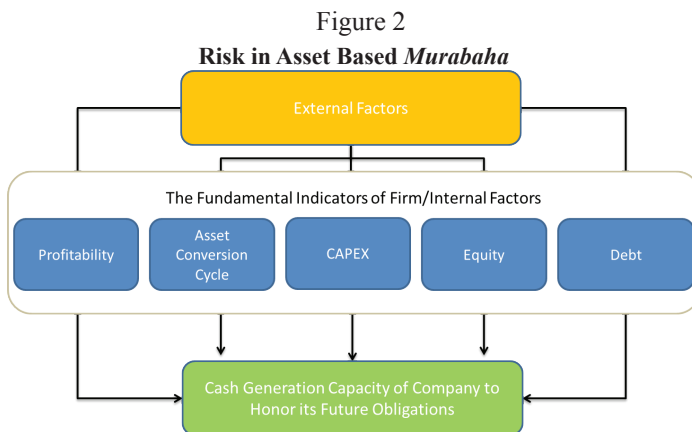 Figure 2
Risk in Asset Based Murabaha
External Factors
The Fundamental Indicators of Firm/Internal Factors
Profitability
Asset
Conversion
Cycle
CAPEX
Equity
Debt
Cash Generation Capacity of Company to
Honor its Future Obligations